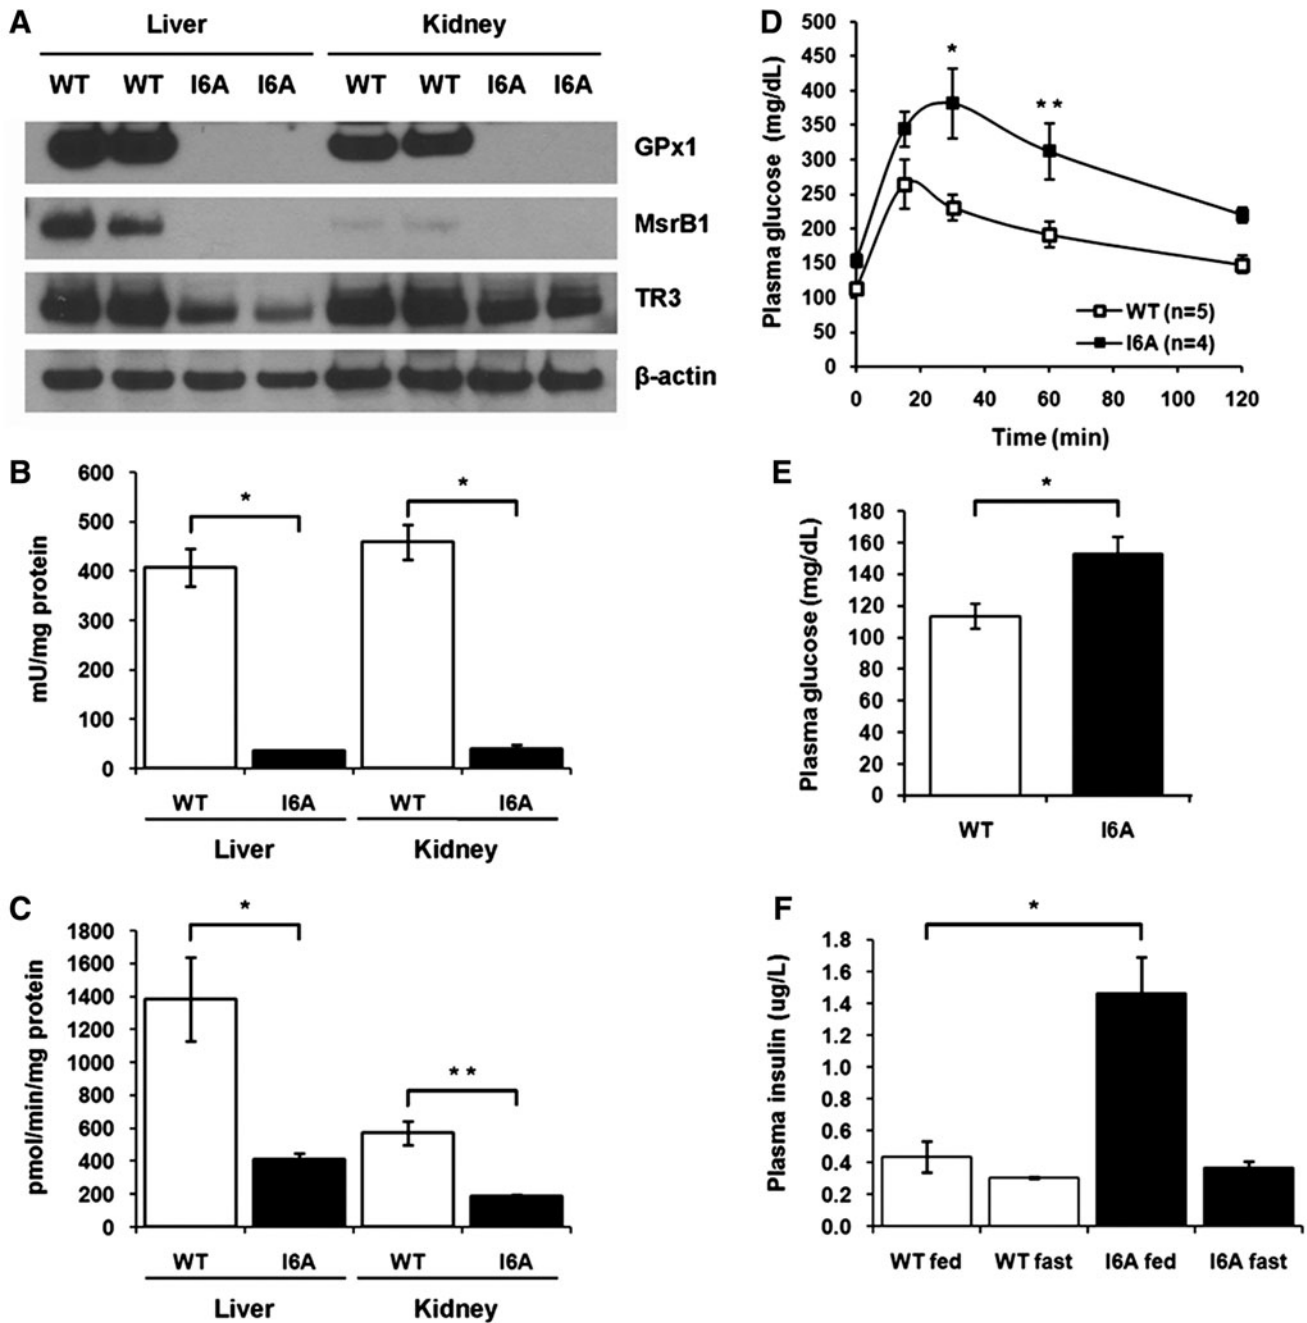 A
Liver
Kidney
WT WT I6A I6A WT WT I6A I6A
GPx1
MsrB1
TR3
β-actin
B
mU/mg protein
600
500
400
300
200
100
0
*
*
WT I6A WT I6A
Liver Kidney
C
pmol/min/mg protein
1800
1600
1400
1200
1000
800
600
400
200
0
*
**
WT I6A WT I6A
Liver Kidney
D
Plasma glucose (mg/dL)
500
450
400
350
300
250
200
150
100
50
0
*
**
WT (n=5)
I6A (n=4)
0 20 40 60 80 100 120
Time (min)
E
Plasma glucose (mg/dL)
180
160
140
120
100
80
60
40
20
0
*
WT I6A
F
Plasma insulin (ug/L)
1.8
1.6
1.4
1.2
1.0
0.8
0.6
0.4
0.2
0.0
*
WT fed WT fast I6A fed I6A fast